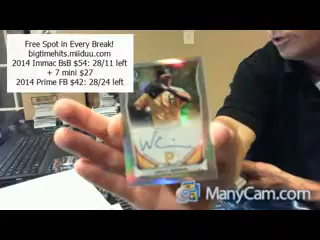 Free Spot in Every Break!
bigtimehits.miiduu.com
2014 Immac BsB $54: 28/11 left
+ 7 mini $27
2014 Prime FB $42: 28/24 left
P
ManyCam.com